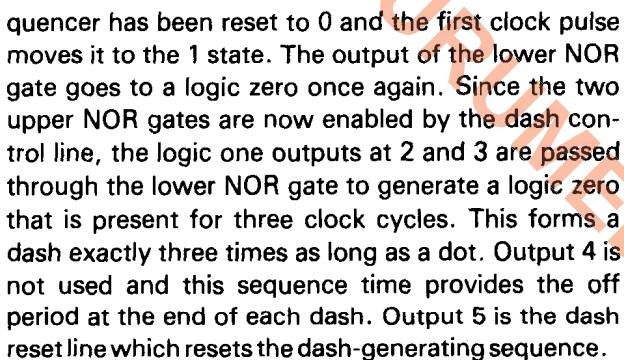 quencer has been reset to 0 and the first clock pulse
moves it to the 1 state. The output of the lower NOR
gate goes to a logic zero once again. Since the two
upper NOR gates are now enabled by the dash con-
trol line, the logic one outputs at 2 and 3 are passed
through the lower NOR gate to generate a logic zero
that is present for three clock cycles. This forms a
dash exactly three times as long as a dot. Output 4 is
not used and this sequence time provides the off
period at the end of each dash. Output 5 is the dash
reset line which resets the dash-generating sequence.